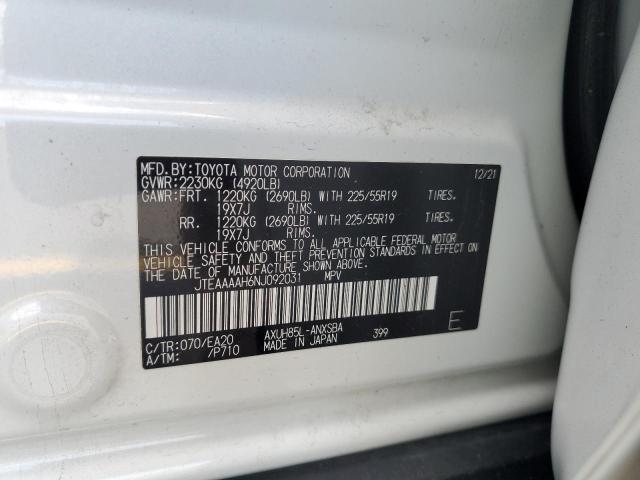 MFD.BY:TOYOTA MOTOR CORPORATION 12/21
GVWR:2230KG (4920LB)
GAWR:FRT. 1220KG (2690LB) WITH 225/55R19 TIRES.
19X7J RIMS.
RR. 1220KG (2690LB) WITH 225/55R19 TIRES.
19X7J RIMS.
THIS VEHICLE CONFORMS TO ALL APPLICABLE FEDERAL MOTOR
VEHICLE SAFETY AND THEFT PREVENTION STANDARDS IN EFFECT ON
THE DATE OF MANUFACTURE SHOWN ABOVE.
JTEAAAAH6NJ092031 MPV
C/TR:070/EA20 AXUH85L-ANXSBA
A/TM: /P710 MADE IN JAPAN 399 E